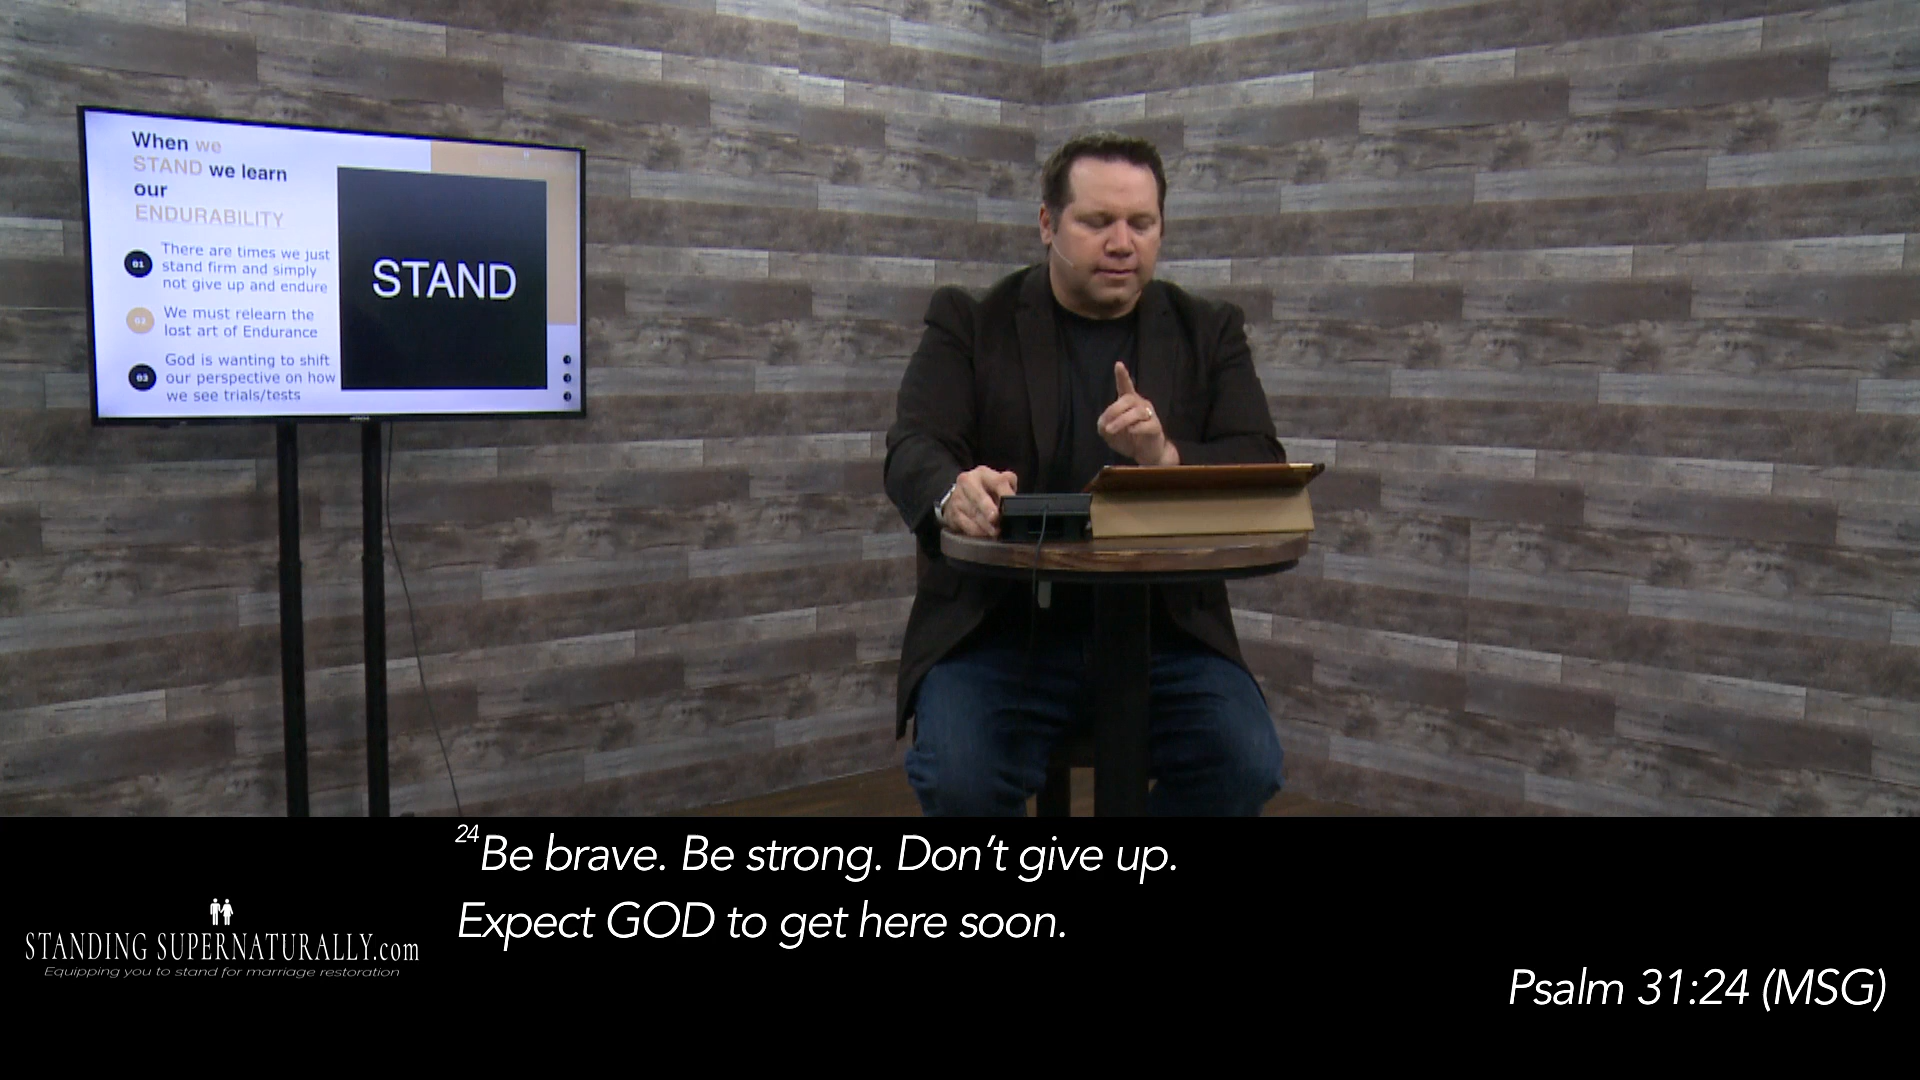 When we
STAND we learn
our
ENDURABILITY
01
There are times we just
stand firm and simply
not give up and endure
02
We must relearn the
lost art of Endurance
03
God is wanting to shift
our perspective on how
we see trials/tests
STAND
24 Be brave. Be strong. Don’t give up.
Expect GOD to get here soon.
Psalm 31:24 (MSG)
STANDING SUPERNATURALLY.com
Equipping you to stand for marriage restoration